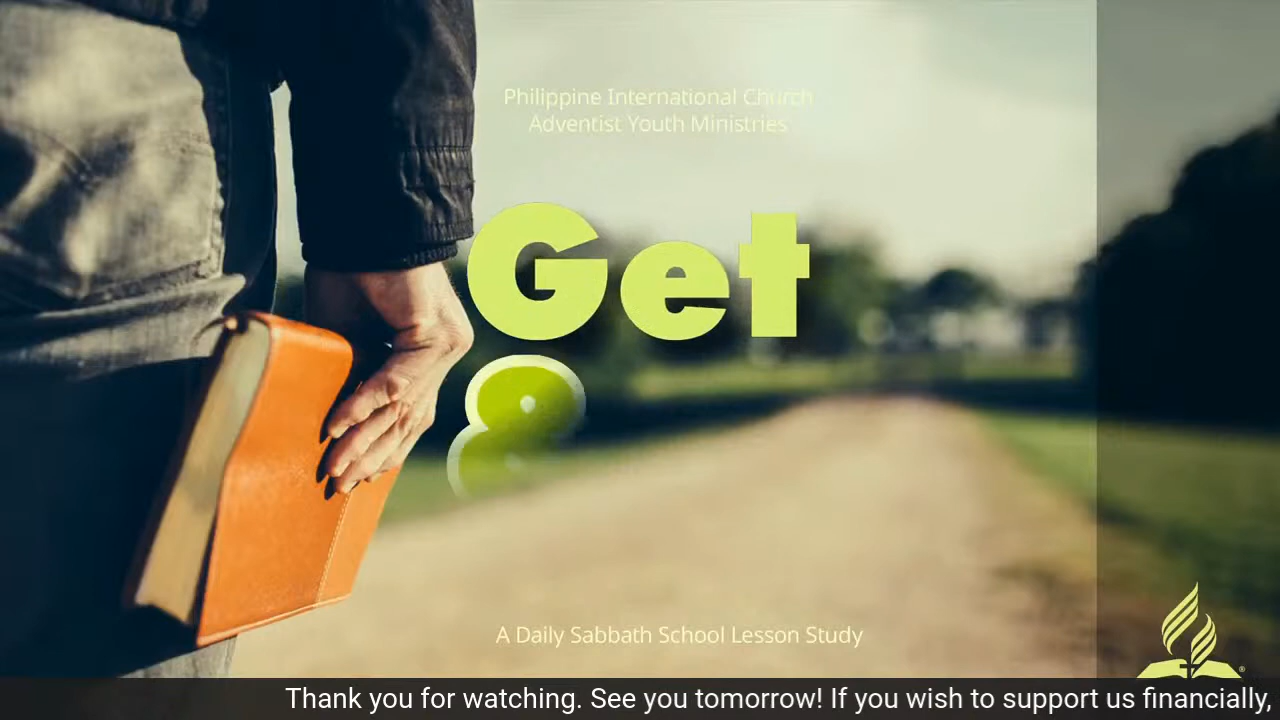 Philippine International Church
Adventist Youth Ministries
Get
8
A Daily Sabbath School Lesson Study
Thank you for watching. See you tomorrow! If you wish to support us financially,